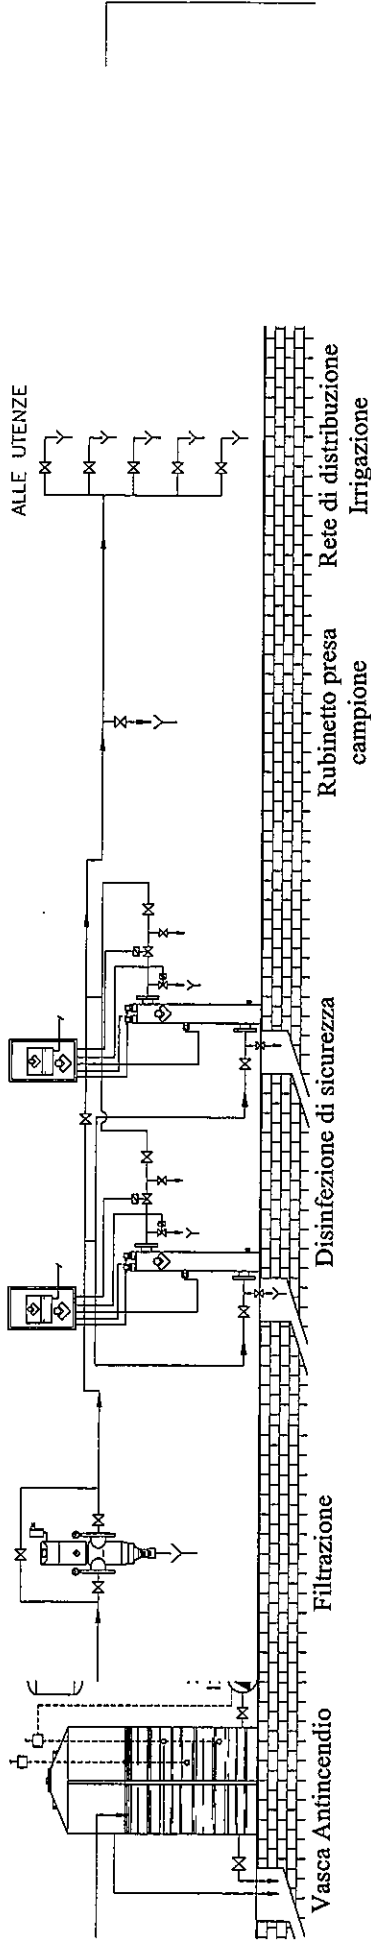 ALLE UTENZE
Vasca Antincendio
Filtrazione
Disinfezione di sicurezza
Rubinetto presa
campione
Rete di distribuzione
Irrigazione